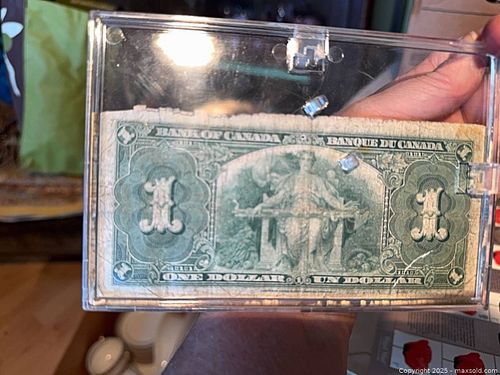 BANK OF CANADA BANQUE DU CANADA
1 1
ONE DOLLAR UN DOLLAR
Copyright 2025 - maxsold.com